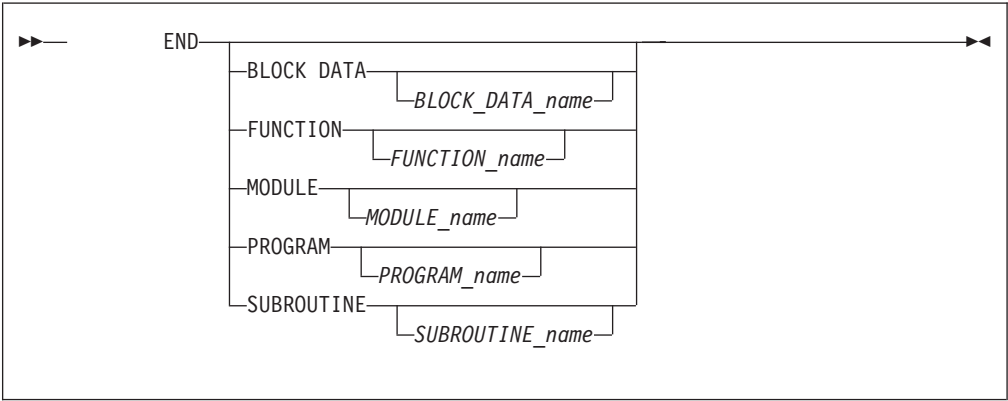 END
BLOCK DATA
BLOCK_DATA_name
FUNCTION
FUNCTION_name
MODULE
MODULE_name
PROGRAM
PROGRAM_name
SUBROUTINE
SUBROUTINE_name